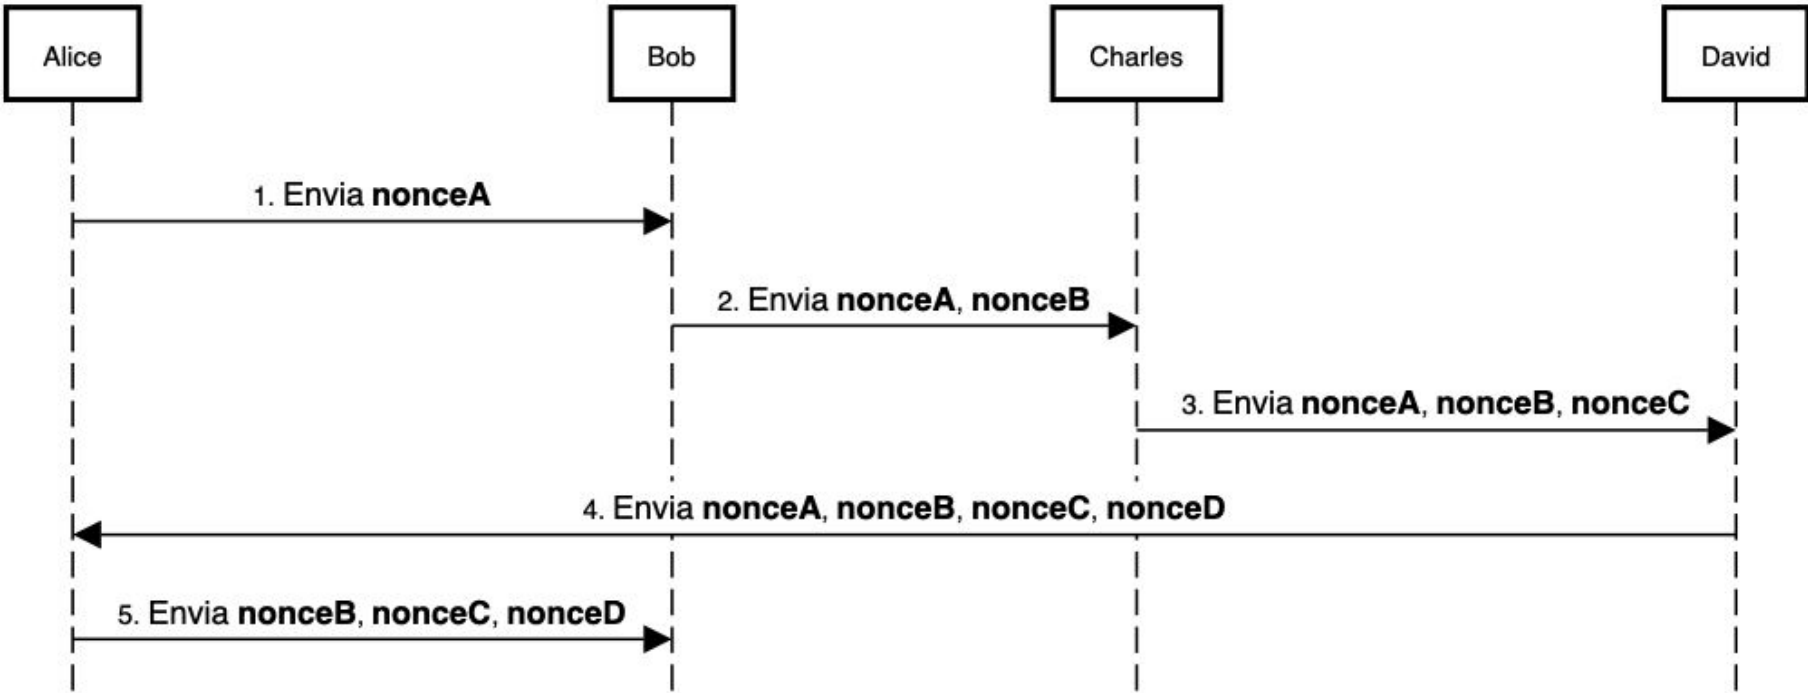 Alice
Bob
Charles
David
1. Envia nonceA
2. Envia nonceA, nonceB
3. Envia nonceA, nonceB, nonceC
4. Envia nonceA, nonceB, nonceC, nonceD
5. Envia nonceB, nonceC, nonceD